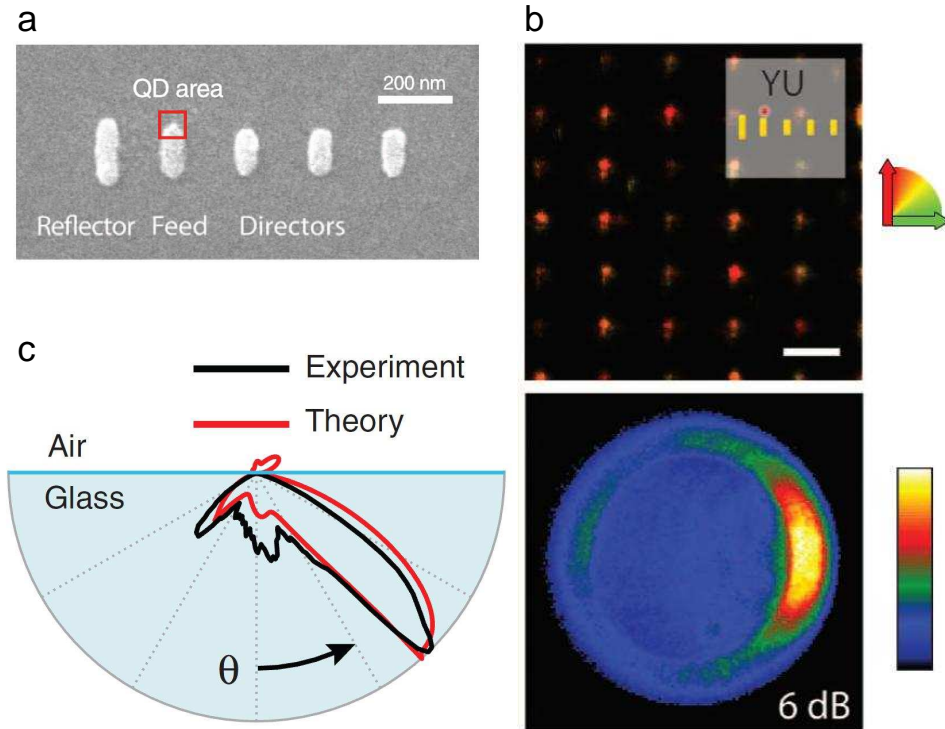 a
QD area
200 nm
Reflector Feed Directors
b
YU
c
Experiment
Theory
Air
Glass
θ
6 dB